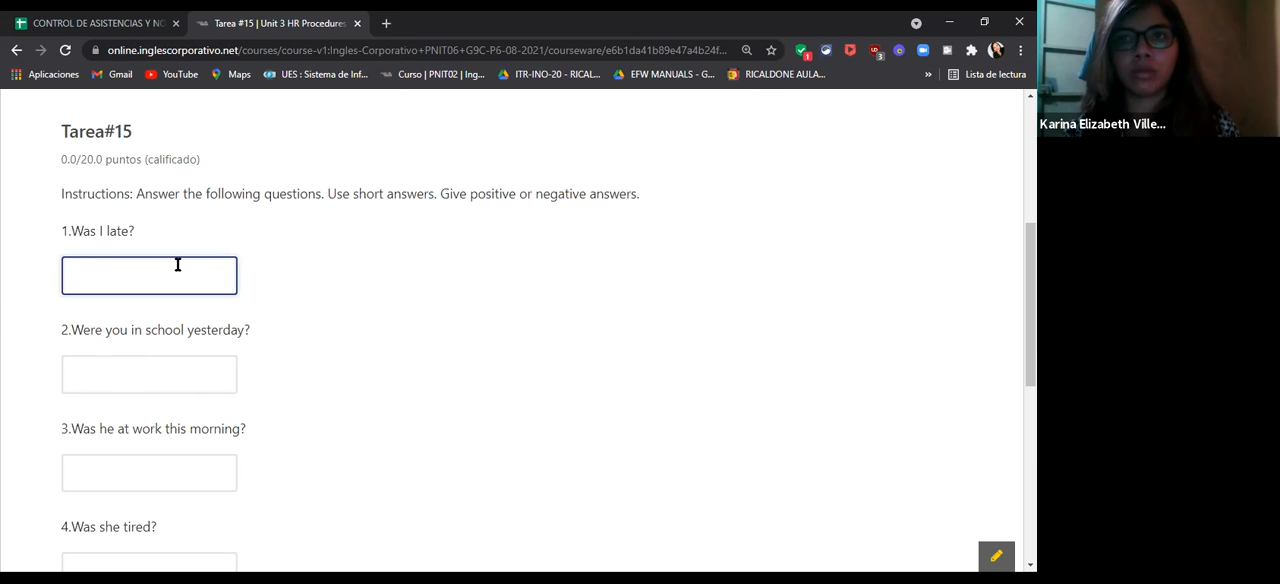 CONTROL DE ASISTENCIAS Y NO
Tarea #15 | Unit 3 HR Procedures
online.inglescorporativo.net/courses/course-v1:Ingles-Corporativo+PNIT06+G9C-P6-08-2021/courseware/e6b1da41b89e47a4b24f...
Aplicaciones Gmail YouTube Maps UES : Sistema de Inf... Curso | PNIT02 | Ing... ITR-INO-20 - RICAL... EFW MANUALS - G... RICALDONE AULA... » Lista de lectura
Karina Elizabeth Ville...
Tarea#15
0.0/20.0 puntos (calificado)
Instructions: Answer the following questions. Use short answers. Give positive or negative answers.
1.Was I late?
2.Were you in school yesterday?
3.Was he at work this morning?
4.Was she tired?